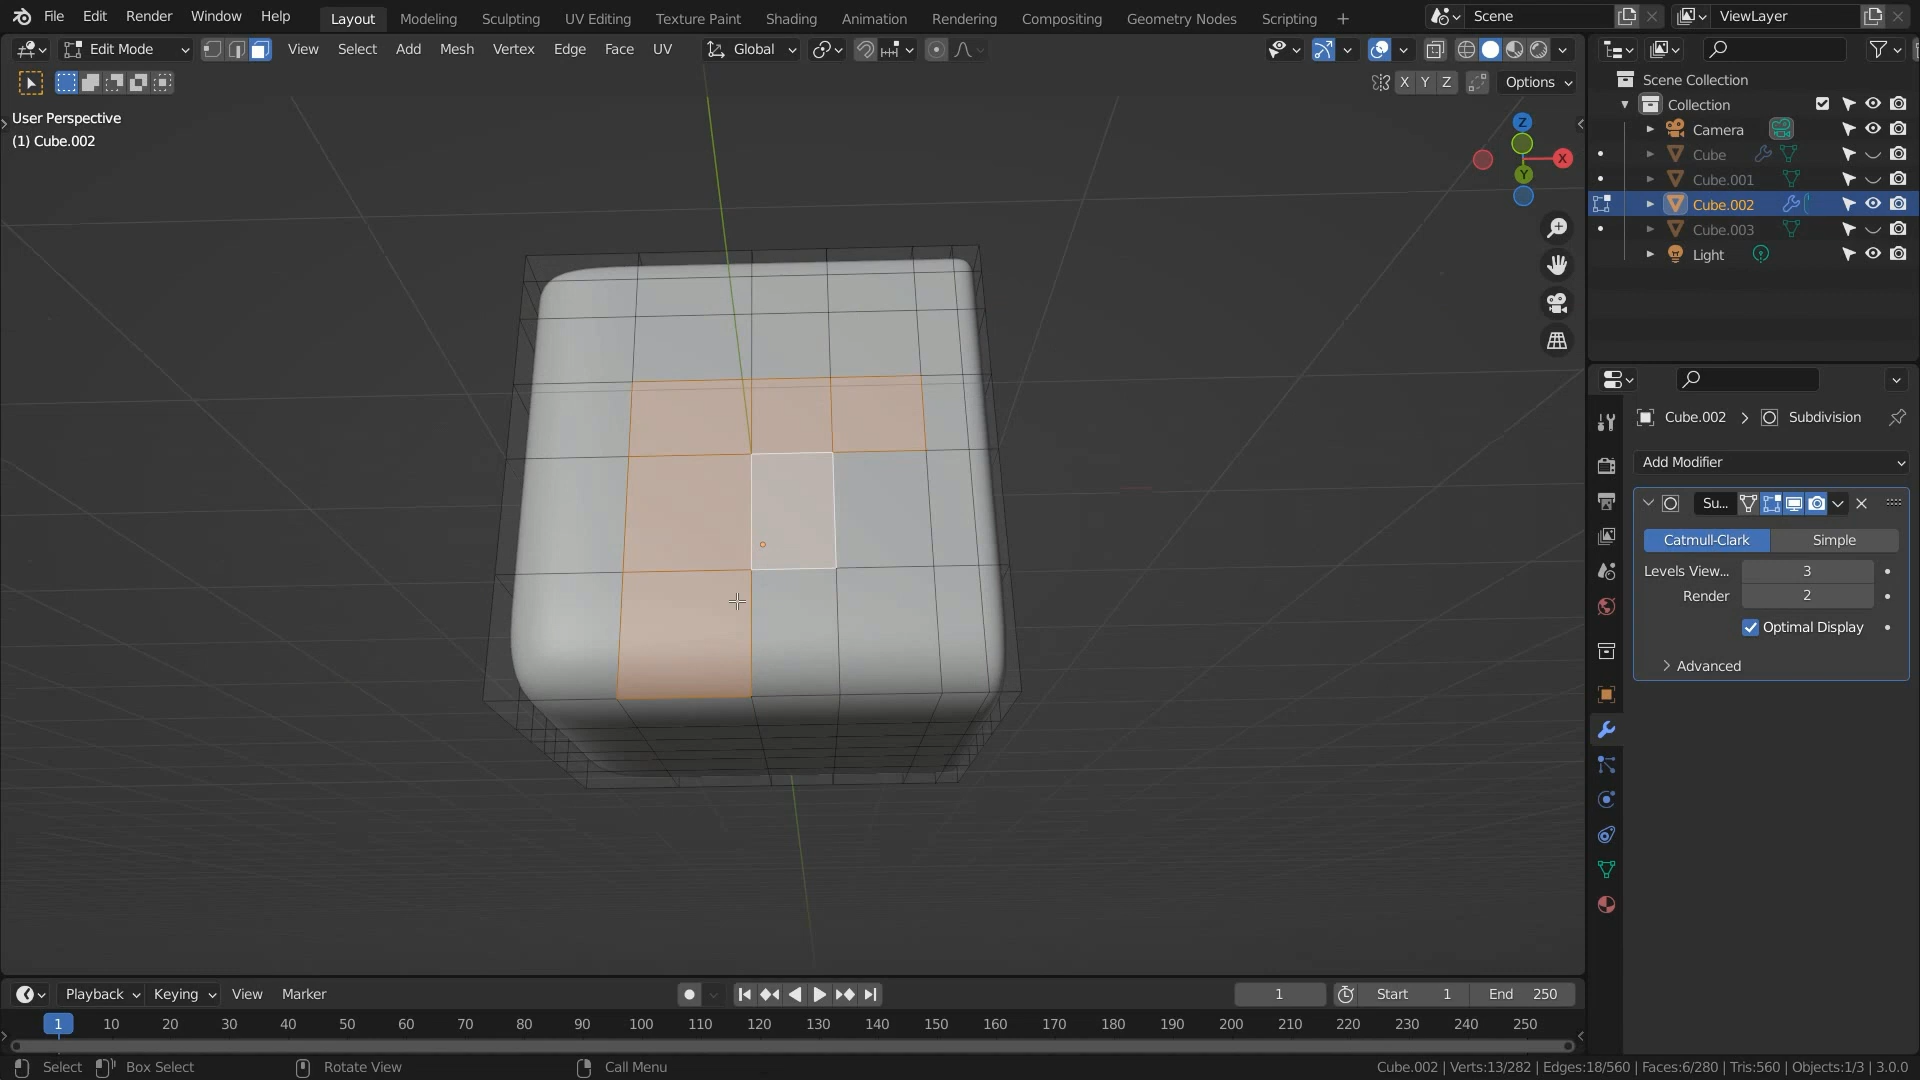 File Edit Render Window Help Layout Modeling Sculpting UV Editing Texture Paint Shading Animation Rendering Compositing Geometry Nodes Scripting + Scene ViewLayer
Edit Mode View Select Add Mesh Vertex Edge Face UV Global
X Y Z Options
User Perspective
(1) Cube.002
Z
X
Y
Scene Collection
Collection
Camera
Cube
Cube.001
Cube.002
Cube.003
Light
Cube.002 > Subdivision
Add Modifier
Su...
Catmull-Clark Simple
Levels View... 3
Render 2
Optimal Display
Advanced
Playback Keying View Marker 1 Start 1 End 250
1 10 20 30 40 50 60 70 80 90 100 110 120 130 140 150 160 170 180 190 200 210 220 230 240 250
Select Box Select Rotate View Call Menu Cube.002 | Verts:13/282 | Edges:18/560 | Faces:6/280 | Tris:560 | Objects:1/3 | 3.0.0